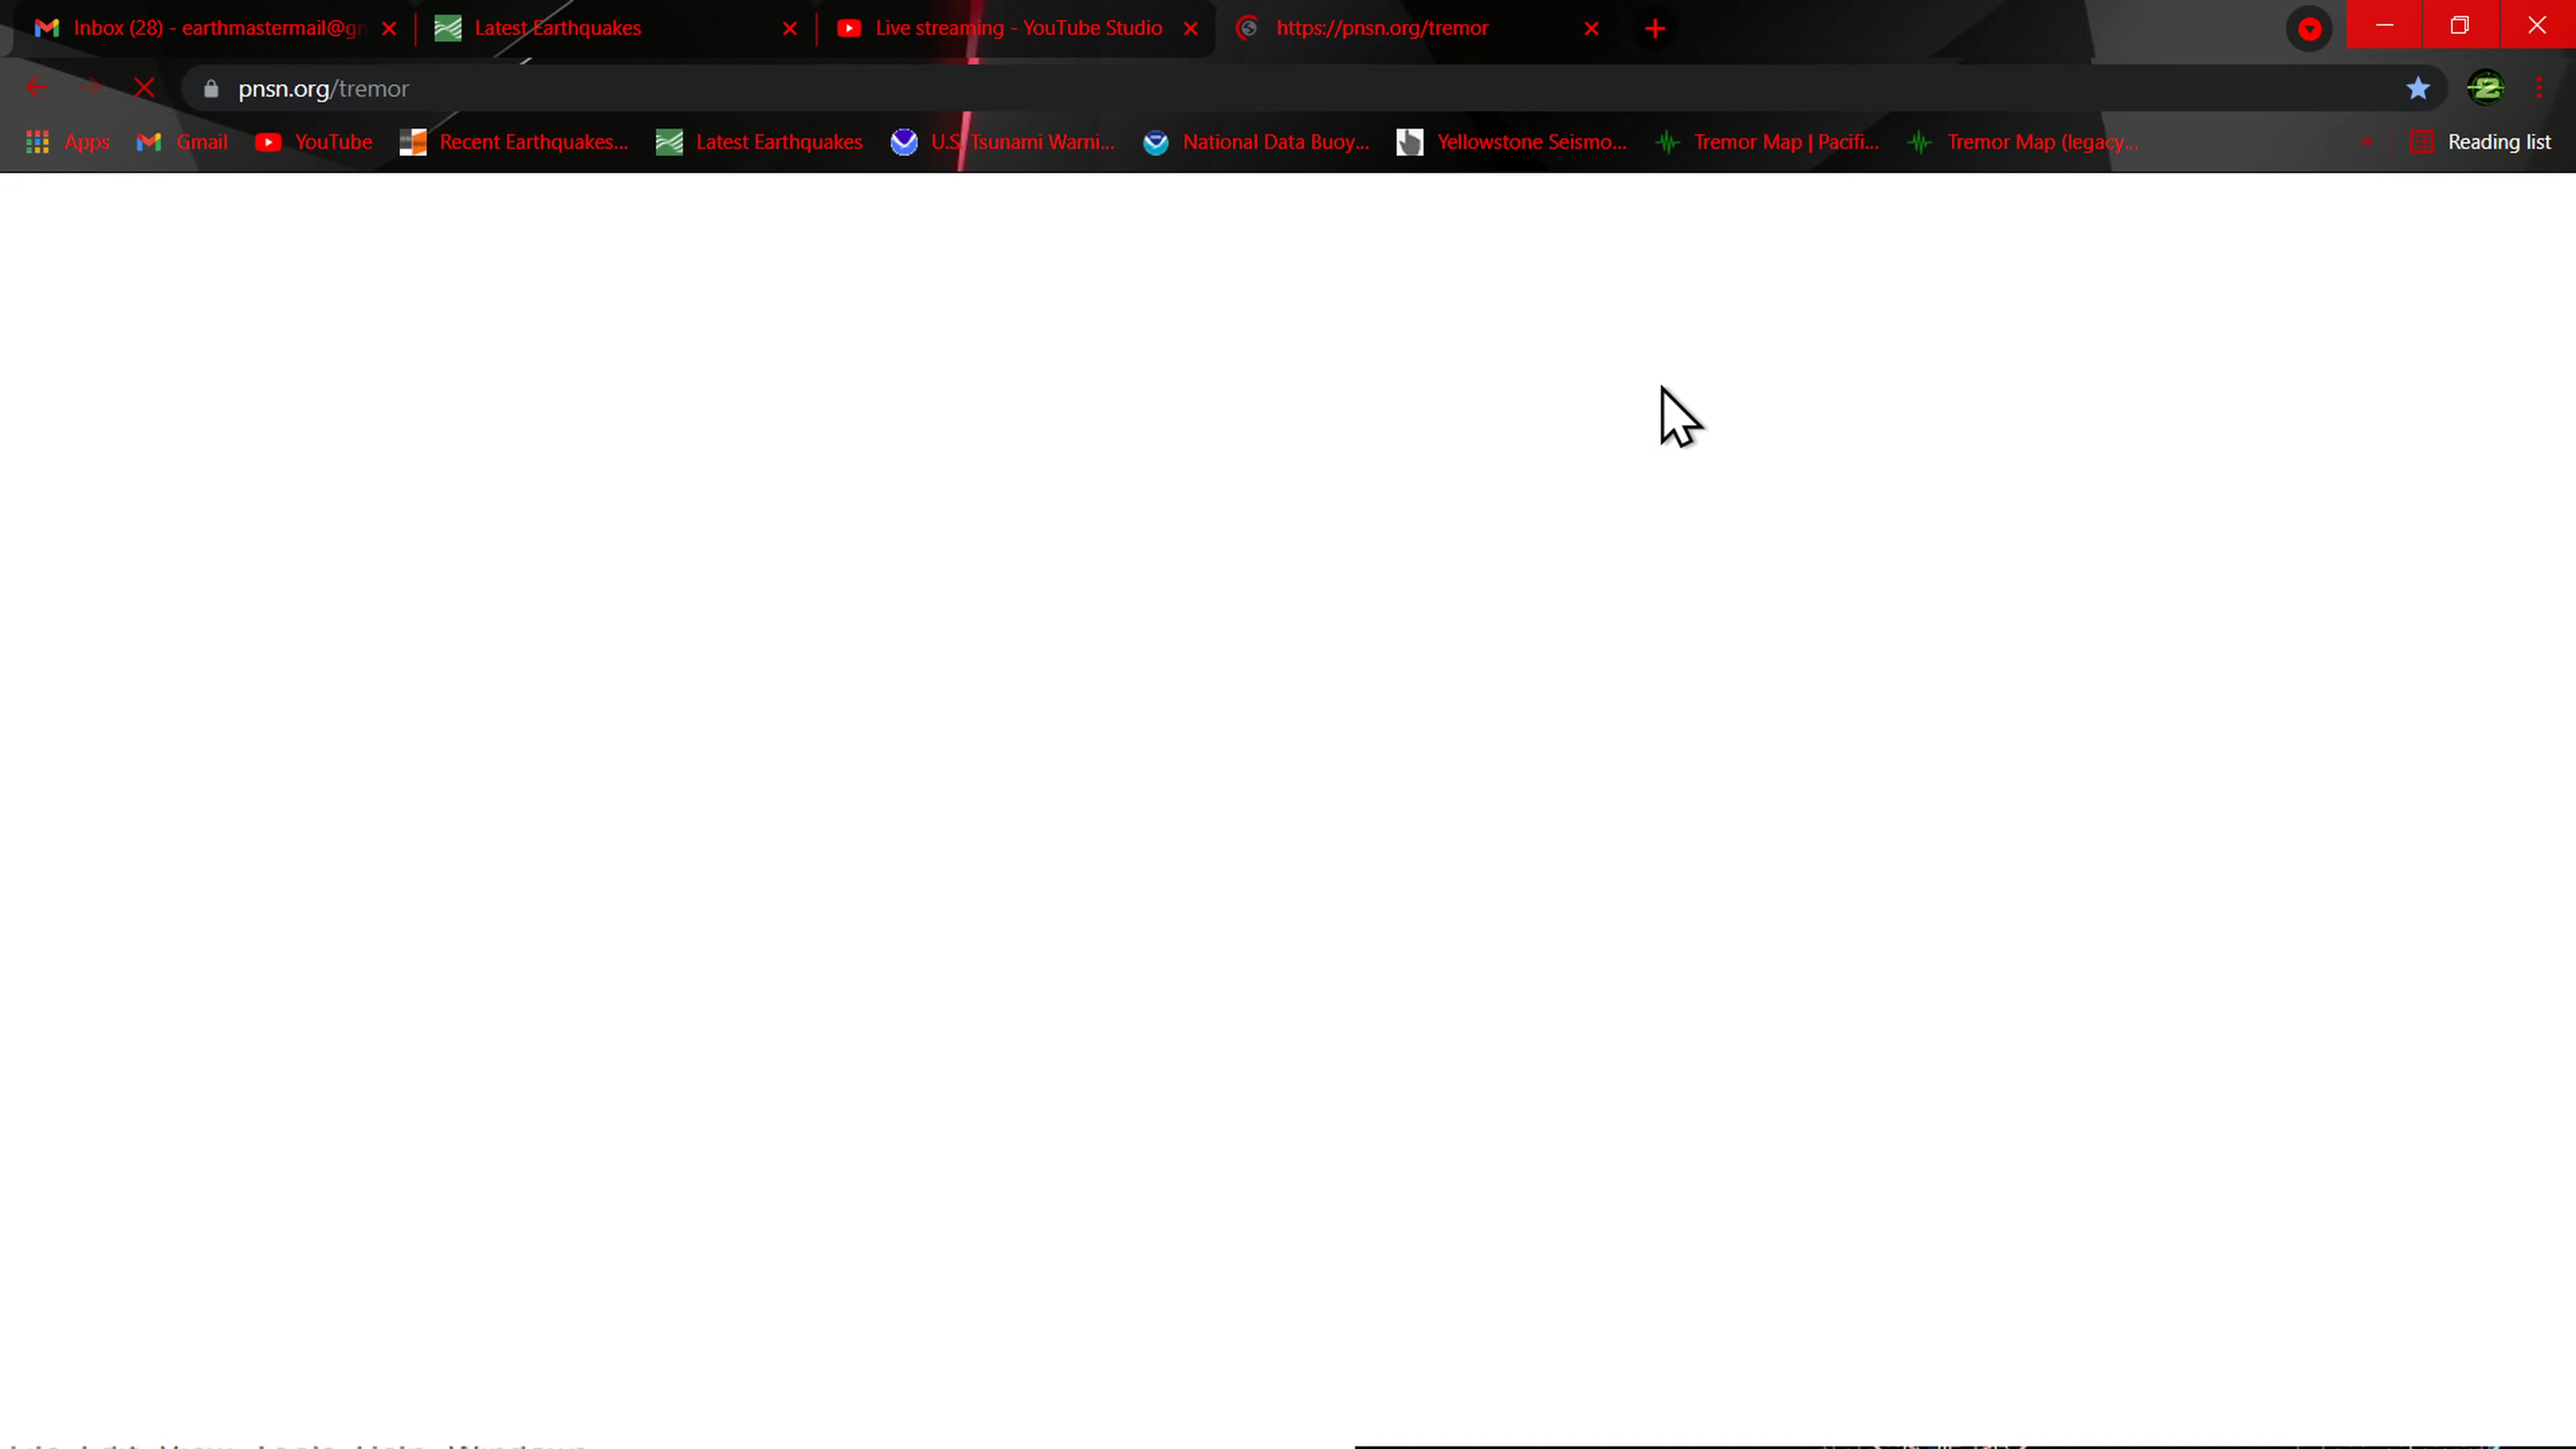 Inbox (28) - earthmastermail@gm
Latest Earthquakes
Live streaming - YouTube Studio
https://pnsn.org/tremor
pnsn.org/tremor
Apps
Gmail
YouTube
Recent Earthquakes...
Latest Earthquakes
U.S. Tsunami Warni...
National Data Buoy...
Yellowstone Seismo...
Tremor Map | Pacifi...
Tremor Map (legacy...
Reading list